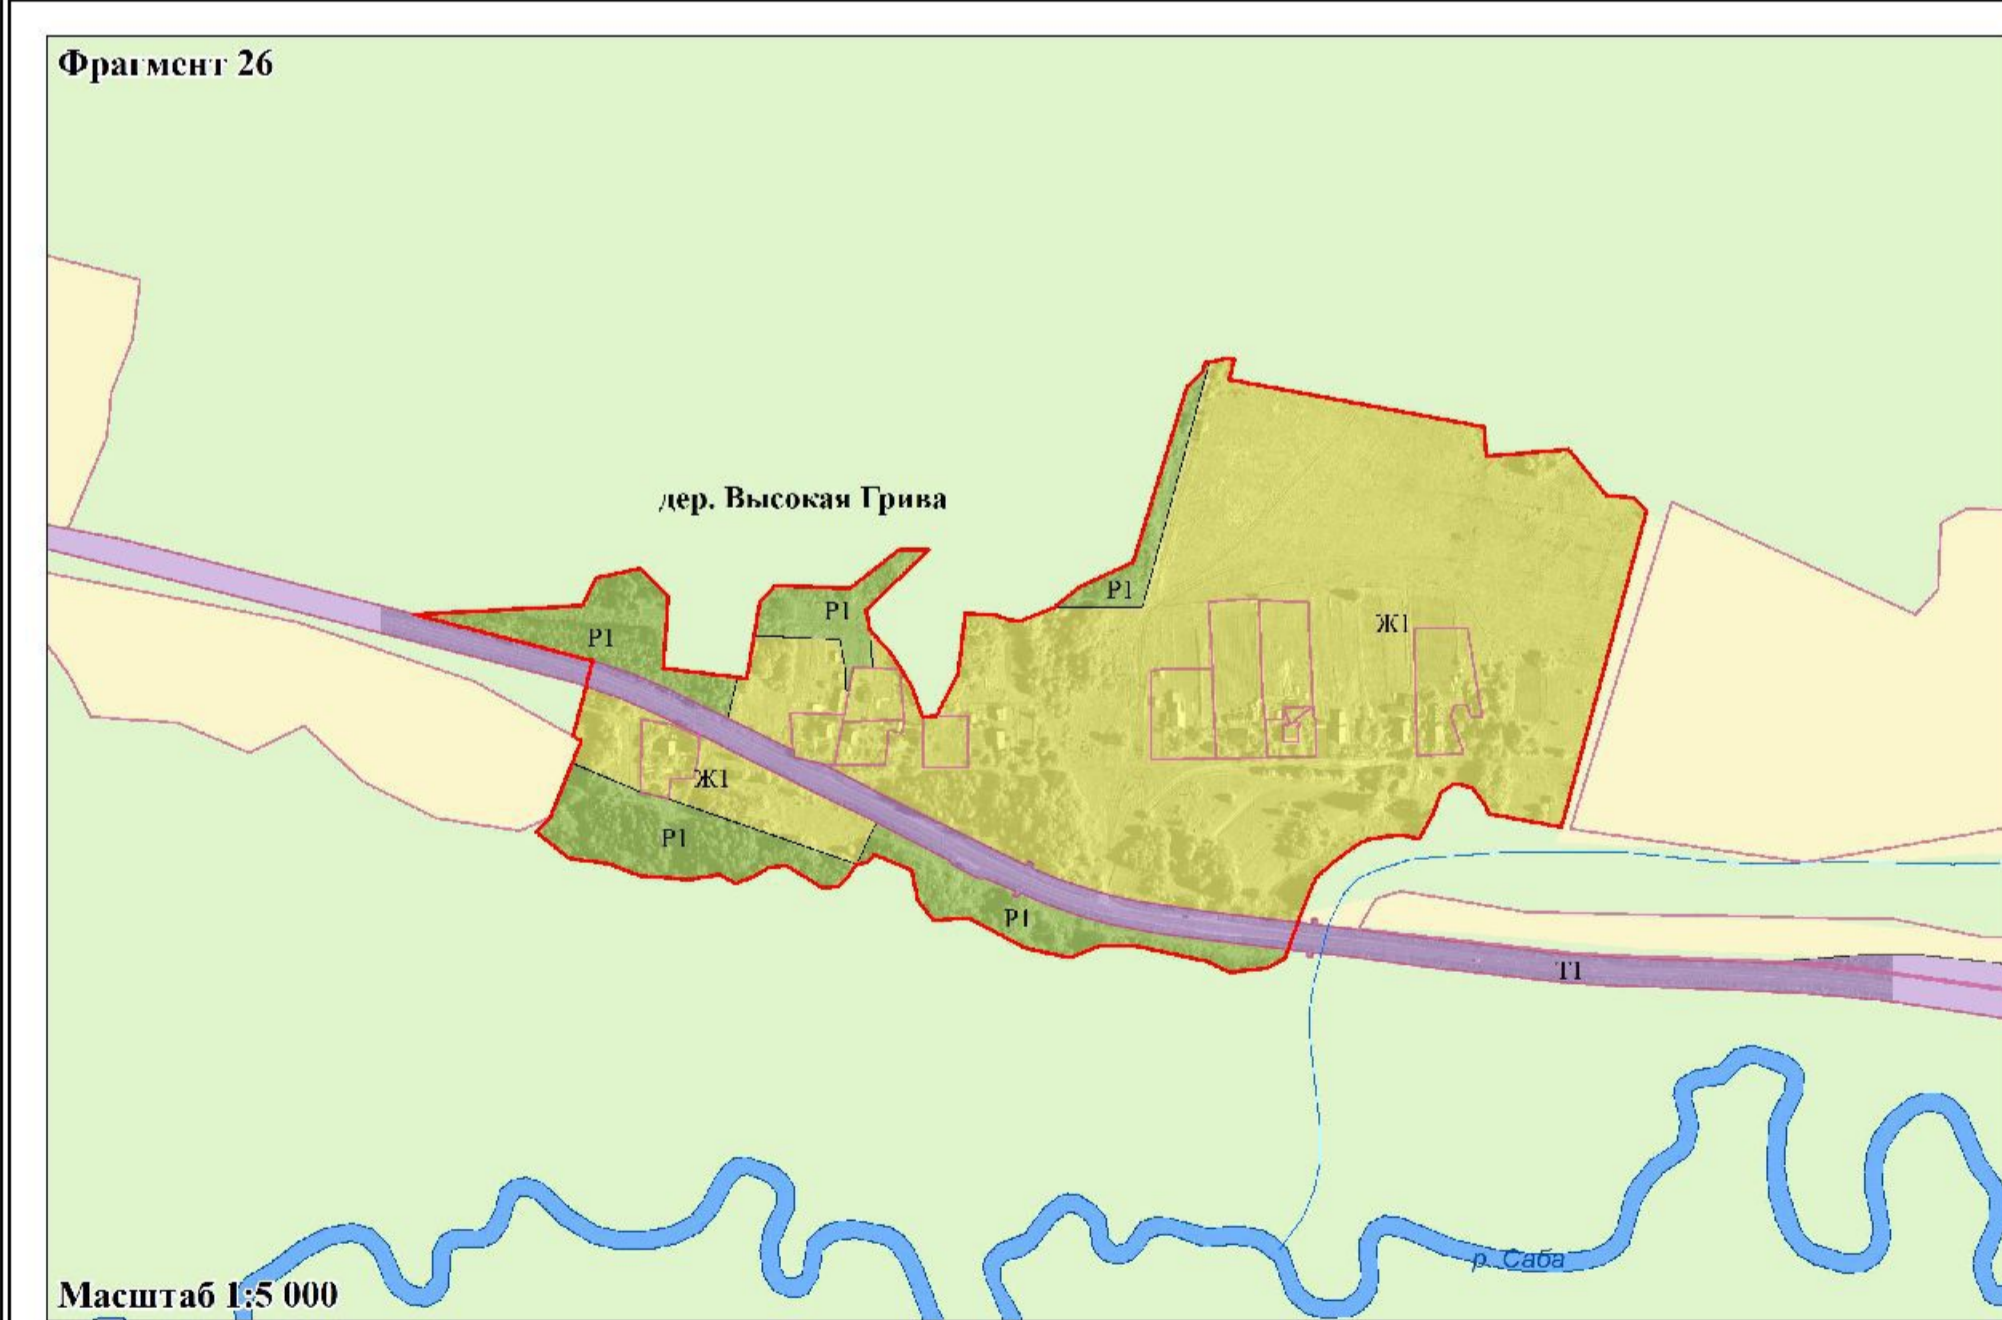 Фрагмент 26
дер. Высокая Грива
Р1
Р1
Р1
Ж1
Ж1
Р1
Р1
Т1
р. Саба
Масштаб 1:5 000